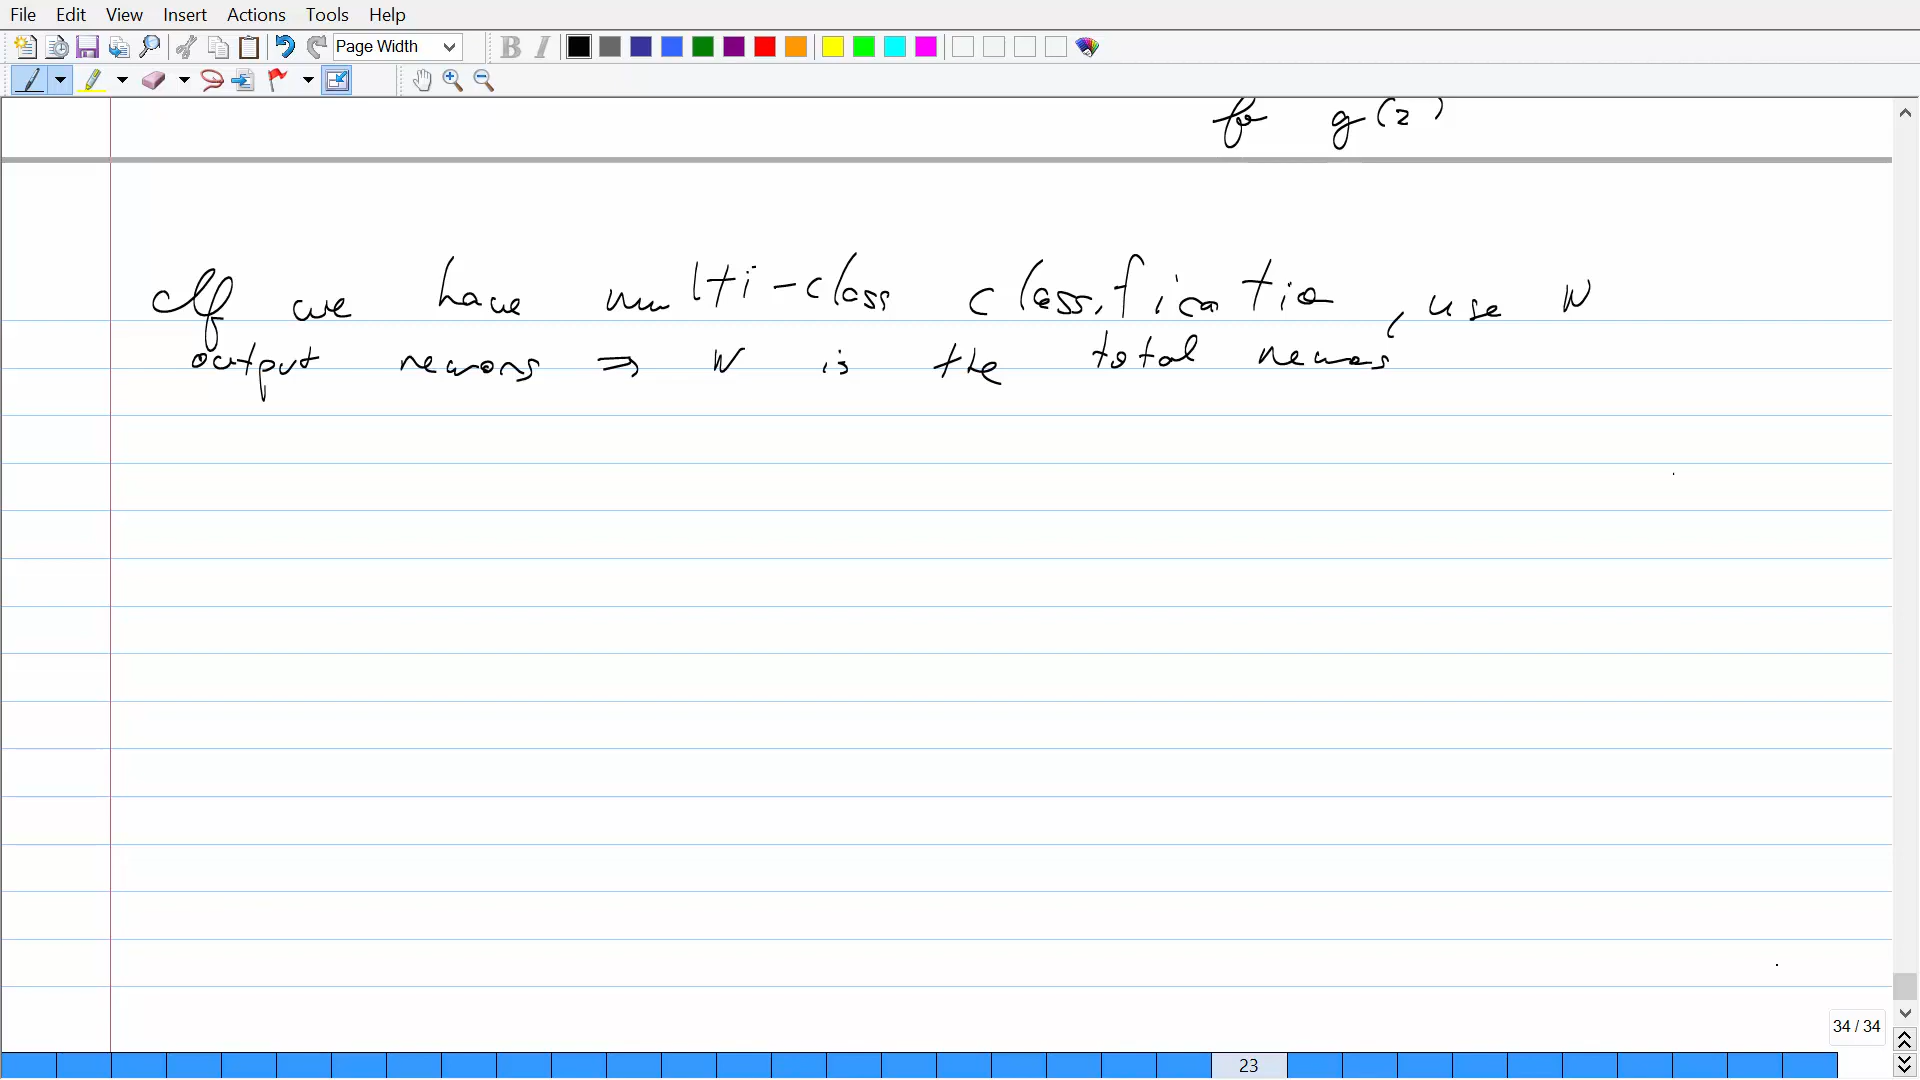 File Edit View Insert Actions Tools Help
Page Width
B I
for g(z)
If we have multi-class classification, use N
output neurons ⇒ N is the total neurons
34 / 34
23